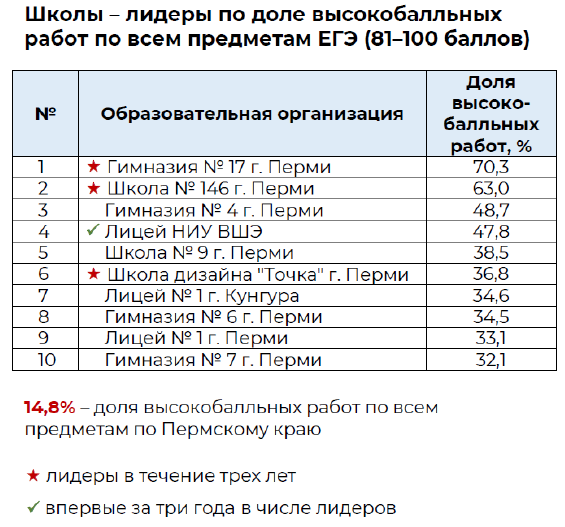 Школы – лидеры по доле высокобалльных
работ по всем предметам ЕГЭ (81–100 баллов)
№ Образовательная организация Доля
высоко-
балльных
работ, %
1 ★ Гимназия № 17 г. Перми 70,3
2 ★ Школа № 146 г. Перми 63,0
3 Гимназия № 4 г. Перми 48,7
4 ✓ Лицей НИУ ВШЭ 47,8
5 Школа № 9 г. Перми 38,5
6 ★ Школа дизайна "Точка" г. Перми 36,8
7 Лицей № 1 г. Кунгура 34,6
8 Гимназия № 6 г. Перми 34,5
9 Лицей № 1 г. Перми 33,1
10 Гимназия № 7 г. Перми 32,1
14,8% – доля высокобалльных работ по всем
предметам по Пермскому краю
★ лидеры в течение трех лет
✓ впервые за три года в числе лидеров